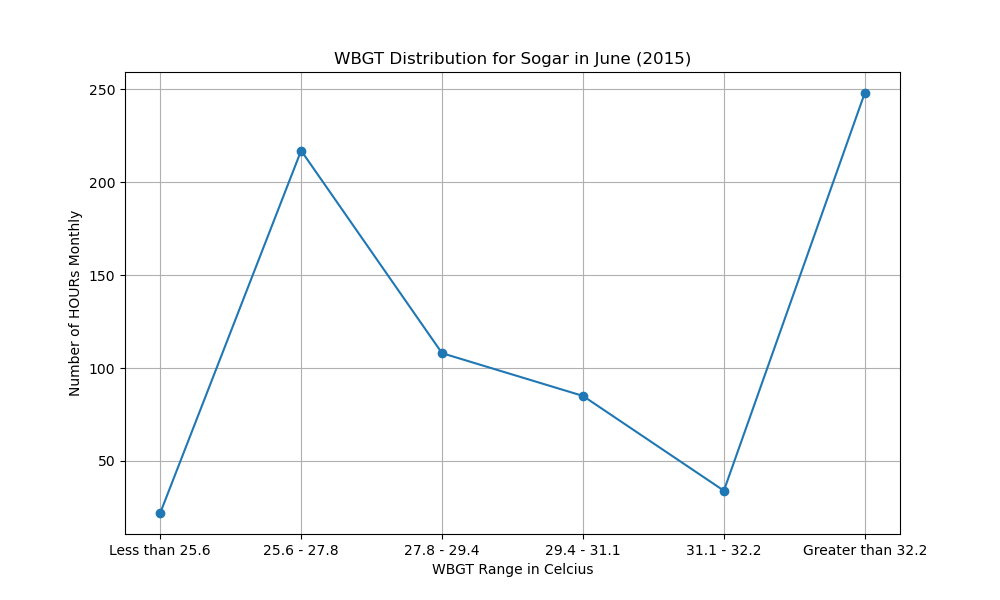 WBGT Distribution for Sogar in June (2015)
Number of HOURs Monthly
250
200
150
100
50
Less than 25.6
25.6 - 27.8
27.8 - 29.4
29.4 - 31.1
31.1 - 32.2
Greater than 32.2
WBGT Range in Celcius